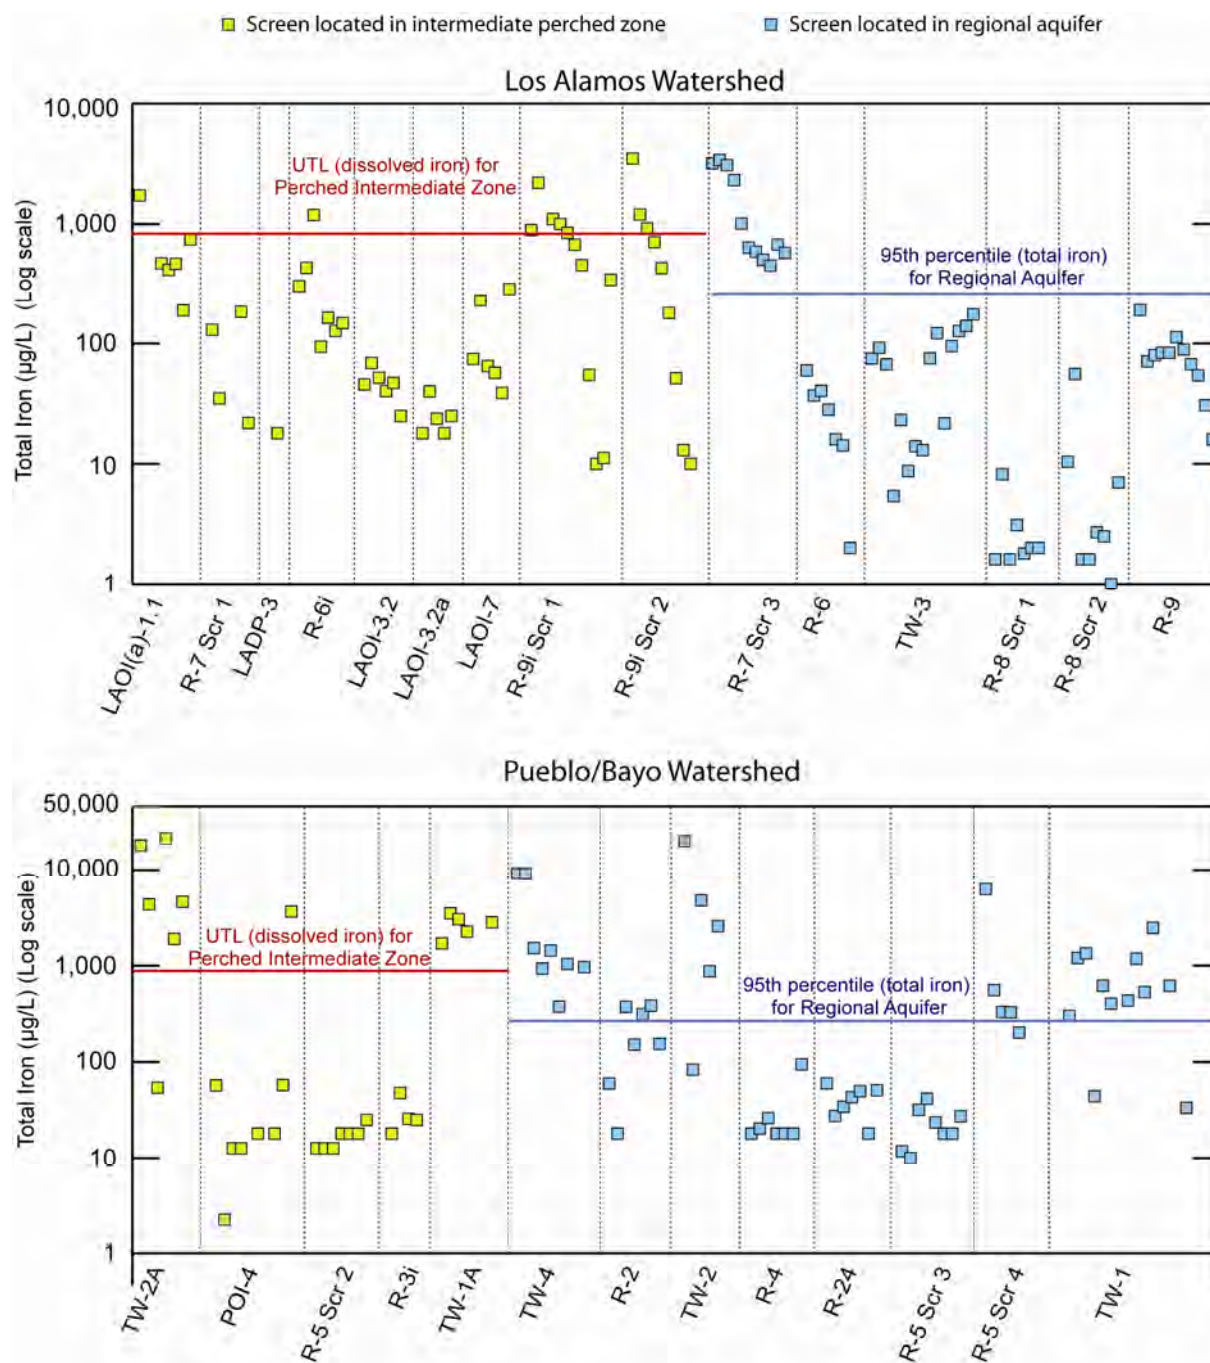 Screen located in intermediate perched zone
Screen located in regional aquifer
Los Alamos Watershed
Total Iron (µg/L) (Log scale)
10,000
1,000
100
10
1
UTL (dissolved iron) for
Perched Intermediate Zone
95th percentile (total iron)
for Regional Aquifer
LAOI(a)-1.1
R-7 Scr 1
LADP-3
R-6i
LAOI-3.2
LAOI-3.2a
LAOI-7
R-9i Scr 1
R-9i Scr 2
R-7 Scr 3
R-6
TW-3
R-8 Scr 1
R-8 Scr 2
R-9
Pueblo/Bayo Watershed
Total Iron (µg/L) (Log scale)
50,000
10,000
1,000
100
10
1
UTL (dissolved iron) for
Perched Intermediate Zone
95th percentile (total iron)
for Regional Aquifer
TW-2A
POI-4
R-5 Scr 2
R-3i
TW-1A
TW-4
R-2
TW-2
R-4
R-24
R-5 Scr 3
R-5 Scr 4
TW-1